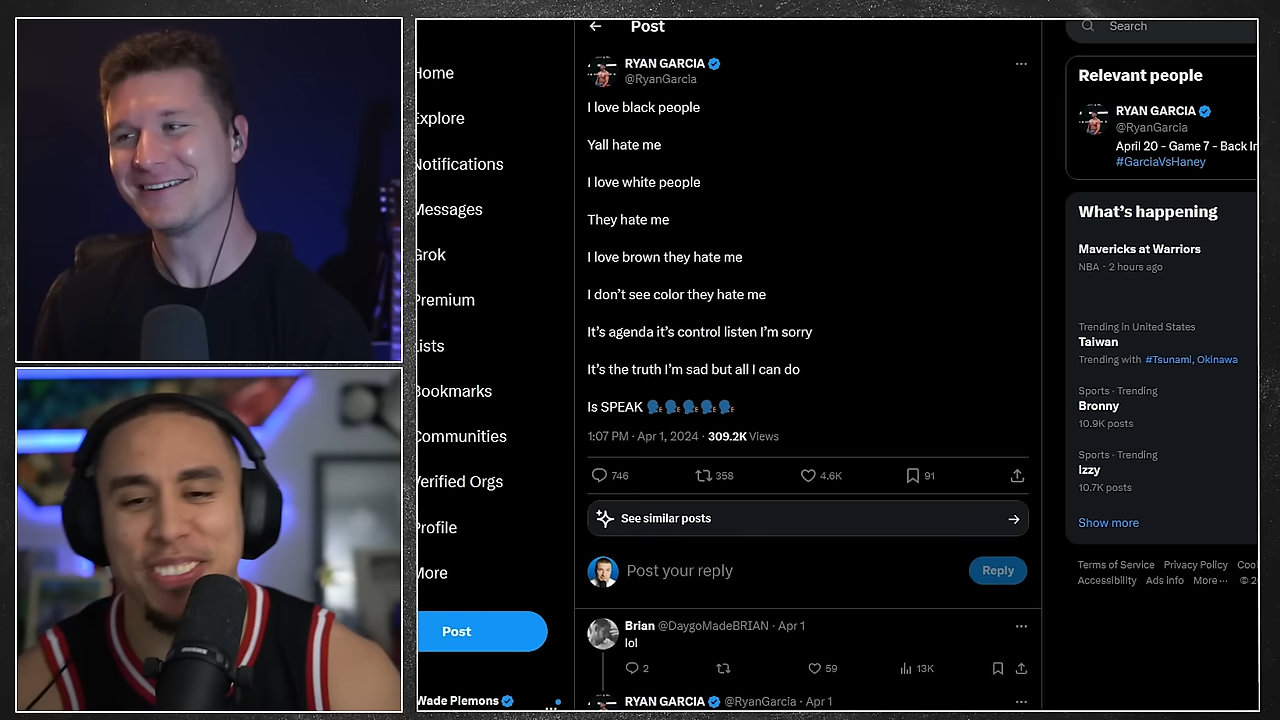 Post
Search
RYAN GARCIA
@RyanGarcia
I love black people
Yall hate me
I love white people
They hate me
I love brown they hate me
I don't see color they hate me
It's agenda it's control listen I'm sorry
It's the truth I'm sad but all I can do
Is SPEAK
1:07 PM · Apr 1, 2024 · 309.2K Views
746
358
4.6K
91
See similar posts
Post your reply
Reply
Brian @DaygoMadeBRIAN · Apr 1
lol
2
59
13K
RYAN GARCIA @RyanGarcia · Apr 1
Home
Explore
Notifications
Messages
Grok
Premium
Lists
Bookmarks
Communities
Verified Orgs
Profile
More
Post
Wade Plemons
Relevant people
RYAN GARCIA
@RyanGarcia
April 20 - Game 7 - Back In
#GarciaVsHaney
What's happening
Mavericks at Warriors
NBA · 2 hours ago
Trending in United States
Taiwan
Trending with #Tsunami, Okinawa
Sports · Trending
Bronny
10.9K posts
Sports · Trending
Izzy
10.7K posts
Show more
Terms of Service Privacy Policy Coo
Accessibility Ads info More ··· © 2